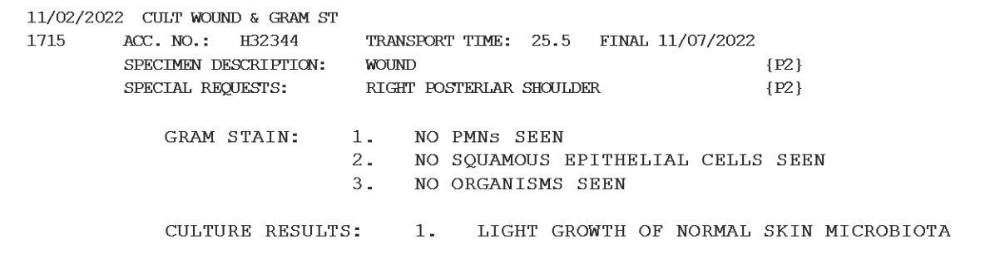 11/02/2022 CULT WOUND & GRAM ST
1715 ACC. NO.: H32344 TRANSPORT TIME: 25.5 FINAL 11/07/2022
SPECIMEN DESCRIPTION: WOUND {P2}
SPECIAL REQUESTS: RIGHT POSTERLAR SHOULDER {P2}
GRAM STAIN: 1. NO PMNs SEEN
2. NO SQUAMOUS EPITHELIAL CELLS SEEN
3. NO ORGANISMS SEEN
CULTURE RESULTS: 1. LIGHT GROWTH OF NORMAL SKIN MICROBIOTA